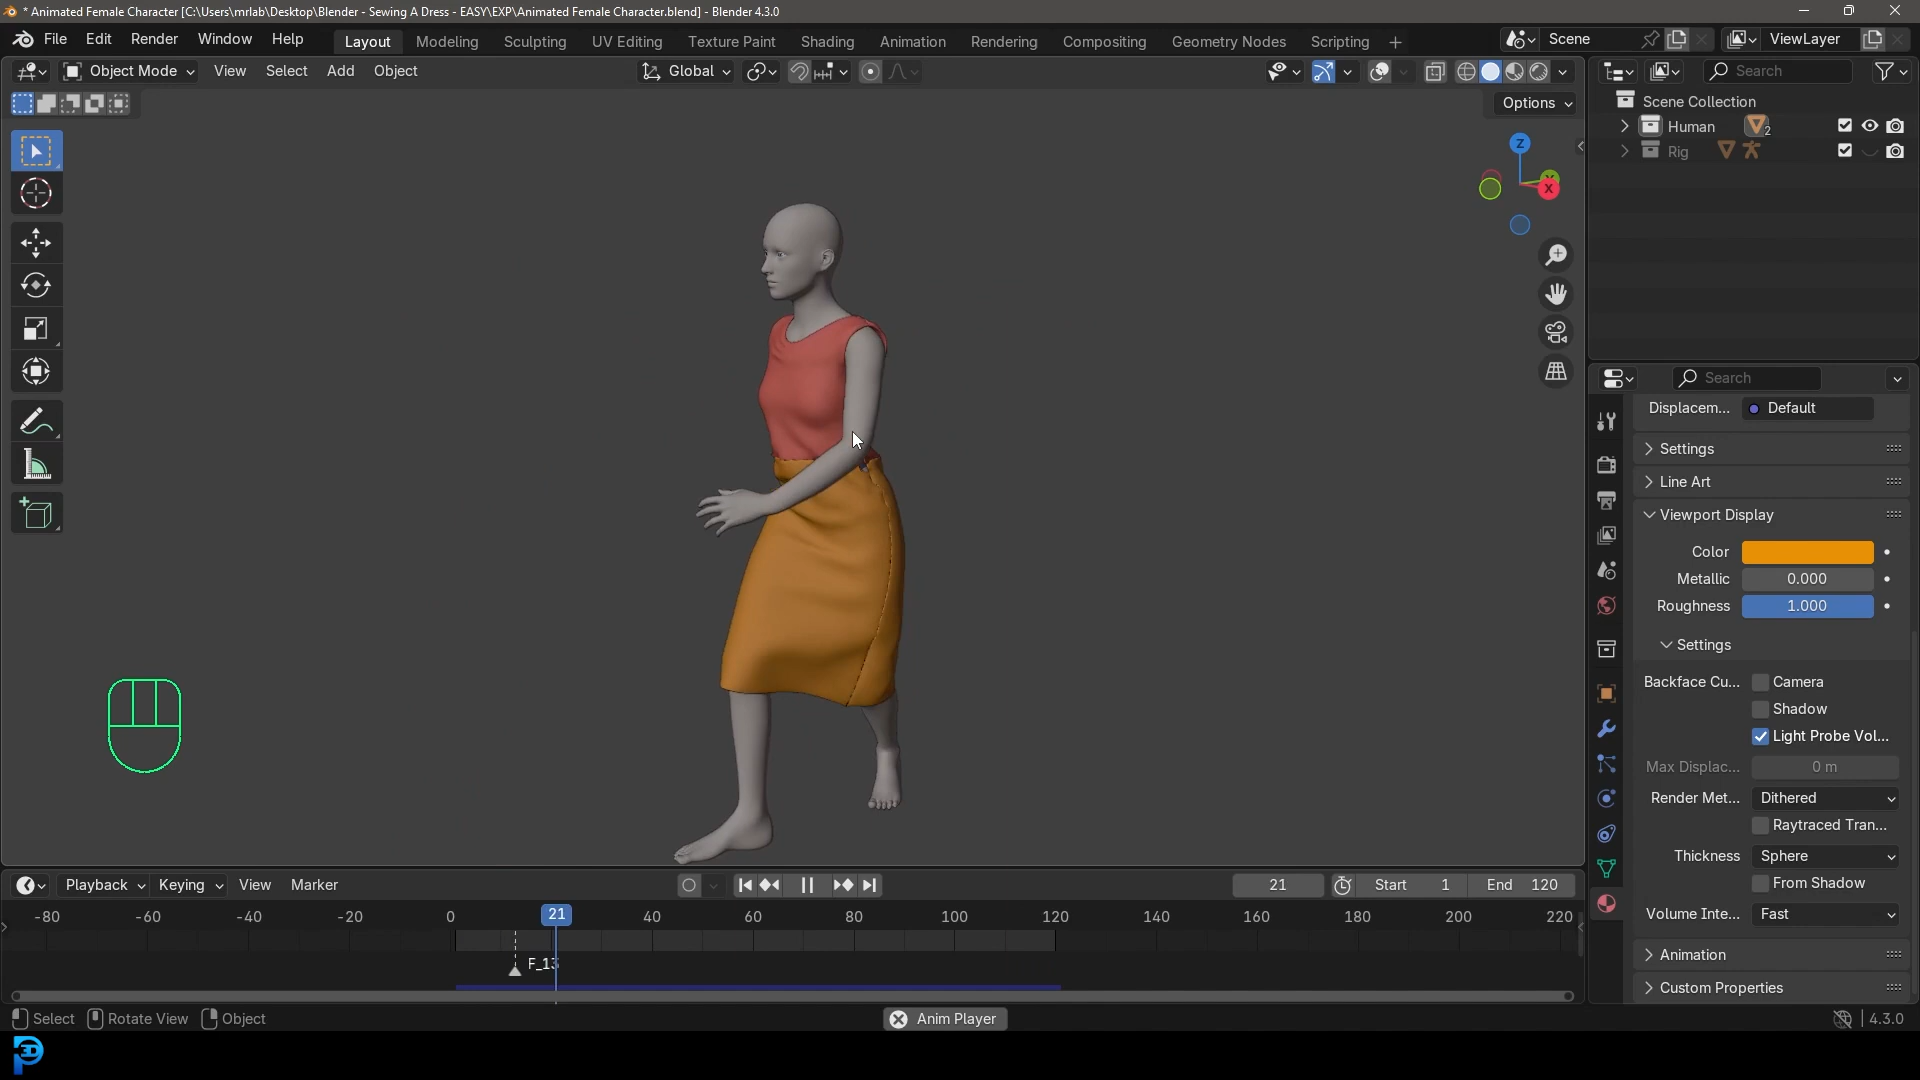 * Animated Female Character [C:\Users\mrlab\Desktop\Blender - Sewing A Dress - EASY\EXP\Animated Female Character.blend] - Blender 4.3.0
File Edit Render Window Help Layout Modeling Sculpting UV Editing Texture Paint Shading Animation Rendering Compositing Geometry Nodes Scripting + Scene ViewLayer
Object Mode View Select Add Object Global Search
Options
Scene Collection
Human 2
Rig
Z
Y
X
Search
Displacem... Default
Settings
Line Art
Viewport Display
Color
Metallic 0.000
Roughness 1.000
Settings
Backface Cu... Camera
Shadow
Light Probe Vol...
Max Displac... 0 m
Render Met... Dithered
Raytraced Tran...
Thickness Sphere
From Shadow
Volume Inte... Fast
Animation
Custom Properties
Playback Keying View Marker 21 Start 1 End 120
-80 -60 -40 -20 0 21 40 60 80 100 120 140 160 180 200 220
F_13
Select Rotate View Object Anim Player 4.3.0
3D